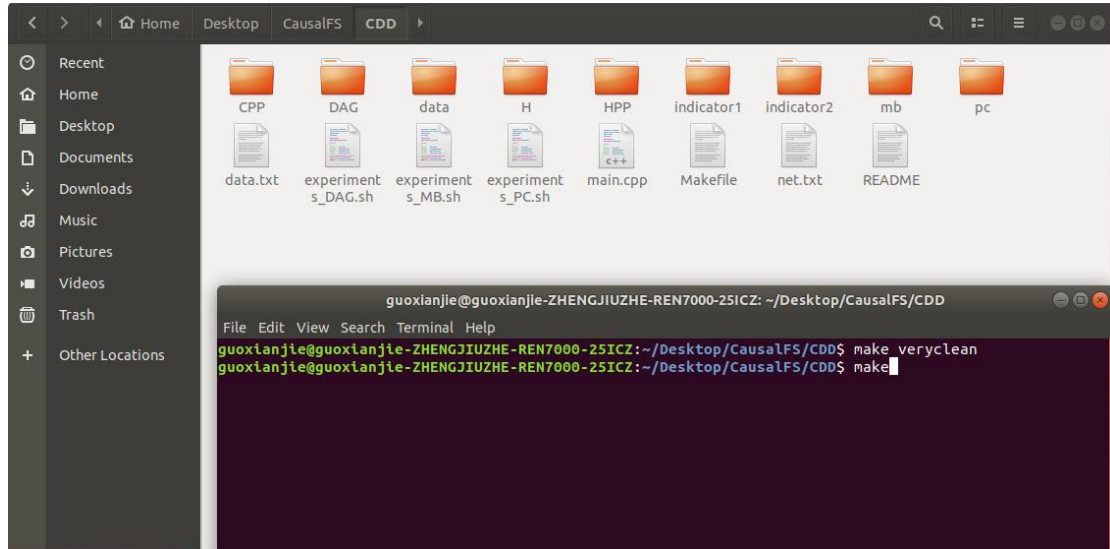 Home Desktop CausalFS CDD
Recent
Home
Desktop
Documents
Downloads
Music
Pictures
Videos
Trash
Other Locations
CPP DAG data H HPP indicator1 indicator2 mb pc
data.txt experiment experiment experiment main.cpp Makefile net.txt README
s_DAG.sh s_MB.sh s_PC.sh
C++
guoxianjie@guoxianjie-ZHENGJIUZHE-REN7000-25ICZ: ~/Desktop/CausalFS/CDD
File Edit View Search Terminal Help
guoxianjie@guoxianjie-ZHENGJIUZHE-REN7000-25ICZ:~/Desktop/CausalFS/CDD$ make veryclean
guoxianjie@guoxianjie-ZHENGJIUZHE-REN7000-25ICZ:~/Desktop/CausalFS/CDD$ make